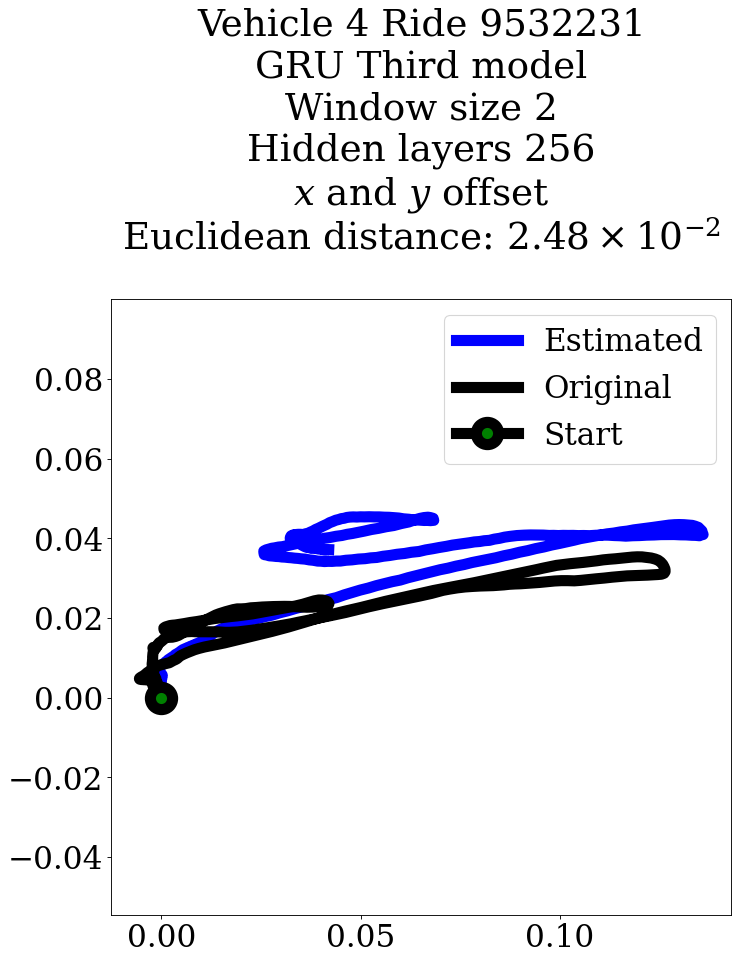 Vehicle 4 Ride 9532231
GRU Third model
Window size 2
Hidden layers 256
x and y offset
Euclidean distance: 2.48 × 10⁻²
Estimated
Original
Start
0.08
0.06
0.04
0.02
0.00
−0.02
−0.04
0.00 0.05 0.10